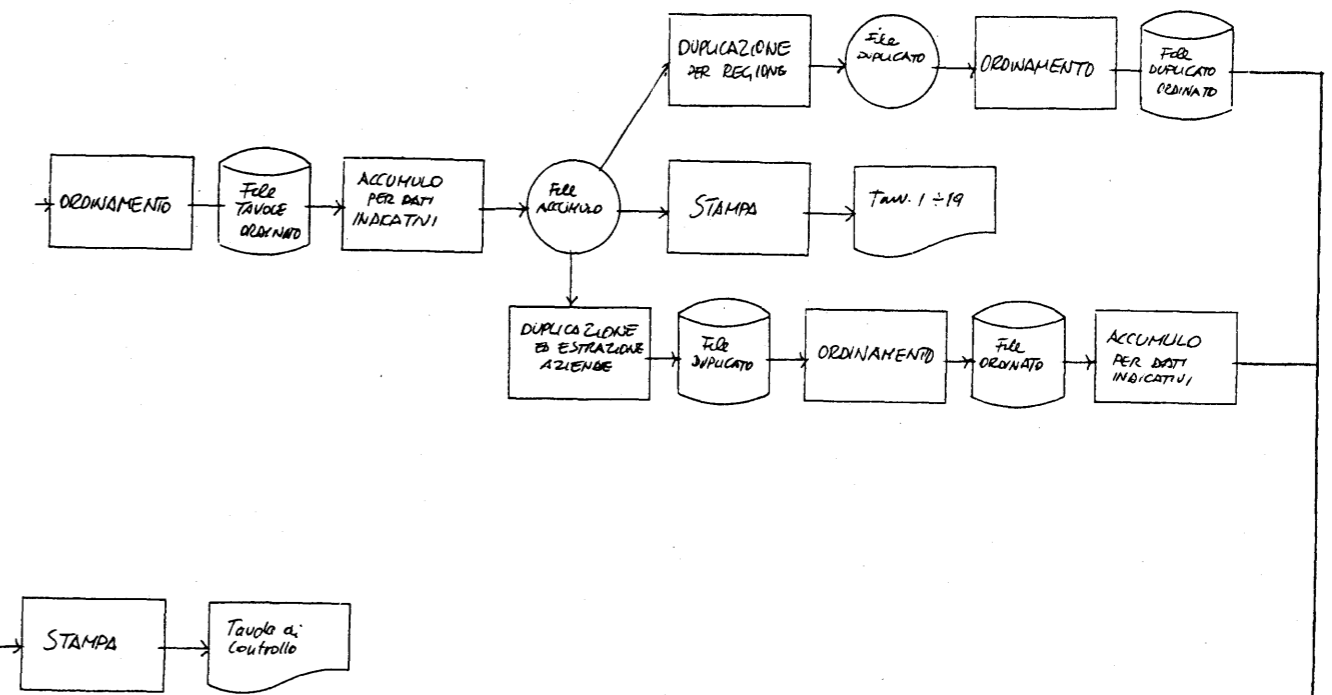 DUPLICAZIONE
PER REGIONE
File
DUPLICATO
ORDINAMENTO
File
DUPLICATO
ORDINATO
ORDINAMENTO
File
TAVOLE
ORDINATO
ACCUMULO
PER DATI
INDICATIVI
File
ACCUMULO
STAMPA
Tavv. 1 ÷ 19
DUPLICAZIONE
ED ESTRAZIONE
AZIENDE
File
DUPLICATO
ORDINAMENTO
File
ORDINATO
ACCUMULO
PER DATI
INDICATIVI
STAMPA
Tavola di
Controllo